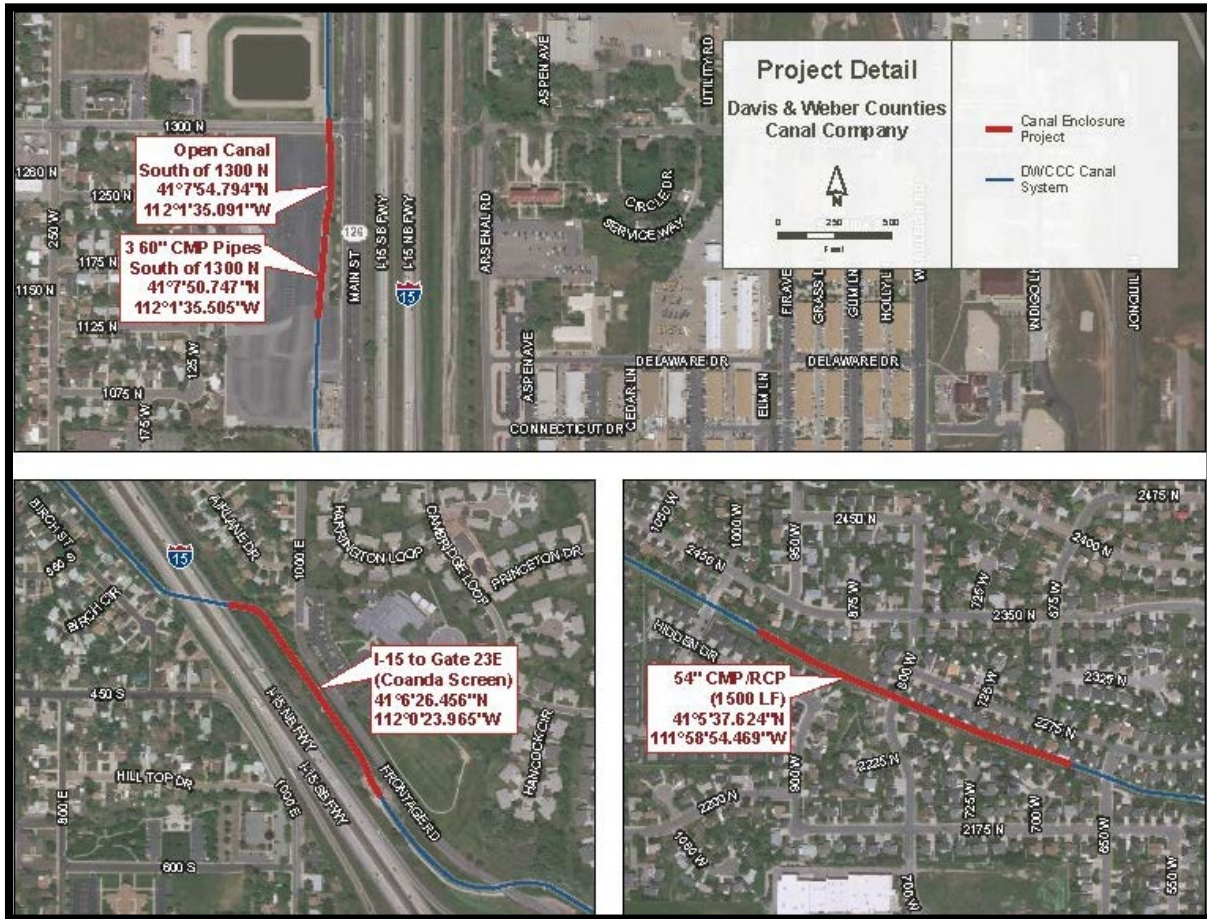 Project Detail
Davis & Weber Counties
Canal Company
N
0 250 500
Feet
Canal Enclosure
Project
DWCCC Canal
System
1300 N
Open Canal
South of 1300 N
41°7'54.794"N
112°1'35.091"W
3 60" CMP Pipes
South of 1300 N
41°7'50.747"N
112°1'35.505"W
1260 N
1250 N
250 W
1175 N
1150 N
1125 N
125 W
1075 N
175 W
126
MAIN ST
I-15 SB FWY
I-15 NB FWY
15
ARSENAL RD
ASPEN AVE
UTILITY RD
CIRCLE DR
SERVICE WAY
ASPEN AVE
DELAWARE DR
CEDAR LN
CONNECTICUT DR
ELM LN
FIR AVE
GRASS L
GUM LN
HOLLY L
DELAWARE DR
INDIGO L
JONQUIL
BIRCH ST
560 S
BIRCH CIR
15
AIRLANE DR
1000 E
HARRINGTON LOOP
CAMBRIDGE LOOP
PRINCETON DR
I-15 to Gate 23E
(Coanda Screen)
41°6'26.456"N
112°0'23.965"W
450 S
I-15 NB FWY
I-15 SB FWY
HILL TOP DR
800 E
1000 E
FRONTAGE RD
HANCOCK CIR
600 S
1050 W
1000 W
950 W
2450 N
2475 N
2450 N
2400 N
875 W
725 W
675 W
2350 N
HIDDEN DR
800 W
725 W
2325 N
54" CMP/RCP
(1500 LF)
41°5'37.624"N
111°58'54.469"W
2275 N
900 W
2225 N
2200 N
725 W
700 W
2175 N
650 W
550 W
700 W